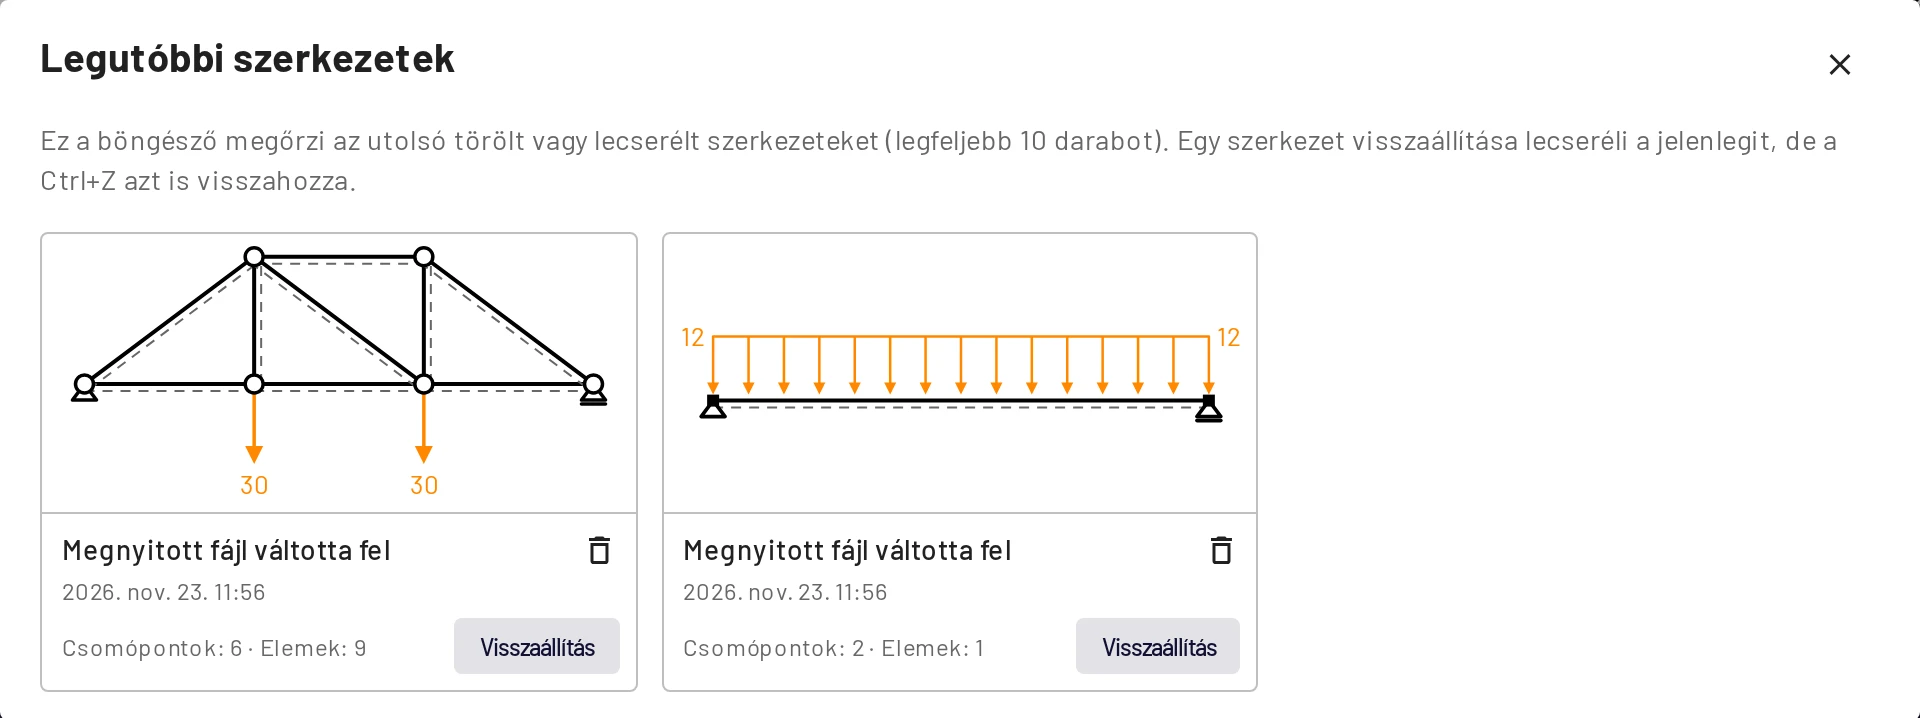 Legutóbbi szerkezetek
Ez a böngésző megőrzi az utolsó törölt vagy lecserélt szerkezeteket (legfeljebb 10 darabot). Egy szerkezet visszaállítása lecseréli a jelenlegit, de a
Ctrl+Z azt is visszahozza.
30 30
Megnyitott fájl váltotta fel
2026. nov. 23. 11:56
Csomópontok: 6 · Elemek: 9
Visszaállítás
12 12
Megnyitott fájl váltotta fel
2026. nov. 23. 11:56
Csomópontok: 2 · Elemek: 1
Visszaállítás